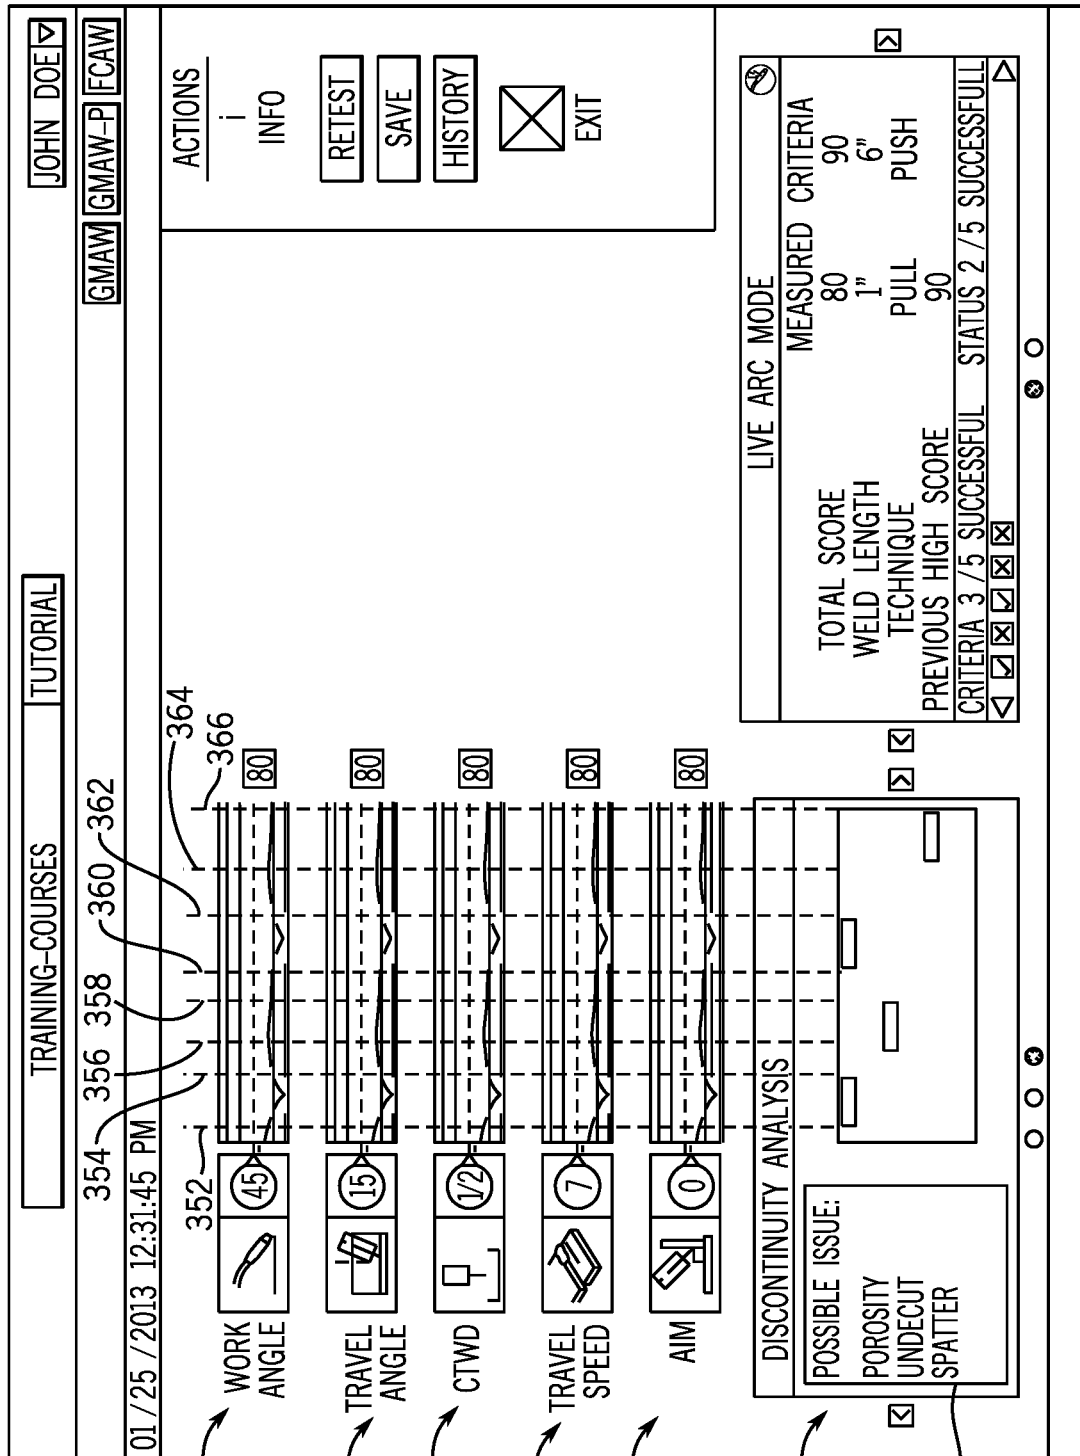 TRAINING-COURSES TUTORIAL JOHN DOE
GMAW GMAW-P FCAW
01 /25 /2013 12:31:45 PM
352 354 356 358 360 362 364 366
WORK ANGLE 45 80
TRAVEL ANGLE 15 80
CTWD 1/2 80
TRAVEL SPEED 7 80
AIM 0 80
ACTIONS
i
INFO
RETEST
SAVE
HISTORY
EXIT
DISCONTINUITY ANALYSIS
POSSIBLE ISSUE:
POROSITY
UNDECUT
SPATTER
LIVE ARC MODE
MEASURED CRITERIA
TOTAL SCORE 80 90
WELD LENGTH 1" 6"
TECHNIQUE PULL PUSH
PREVIOUS HIGH SCORE 90
CRITERIA 3 /5 SUCCESSFUL STATUS 2 /5 SUCCESSFULL